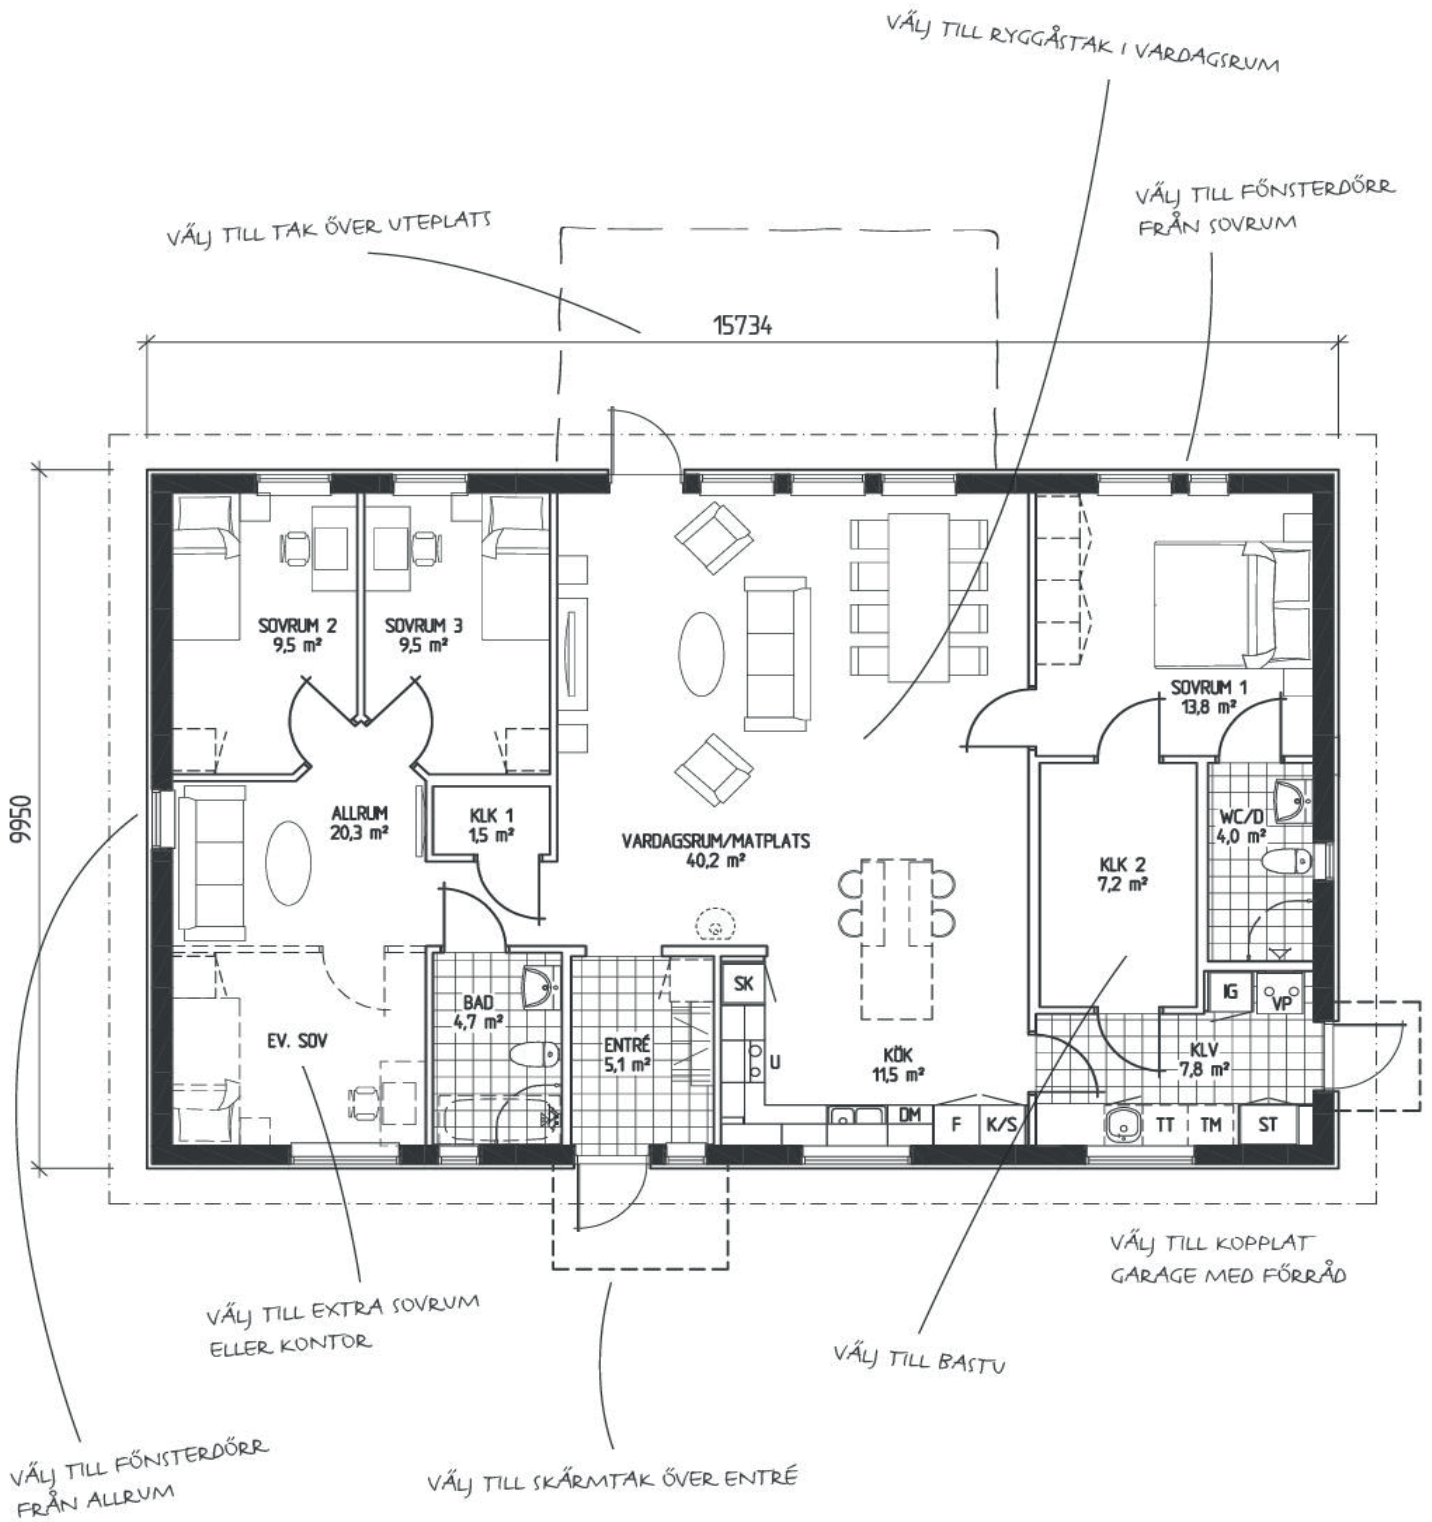 VÄLJ TILL RYGGÅSTAK I VARDAGSRUM
VÄLJ TILL FÖNSTERDÖRR
FRÅN SOVRUM
VÄLJ TILL TAK ÖVER UTEPLATS
15734
9950
SOVRUM 2
9,5 m²
SOVRUM 3
9,5 m²
SOVRUM 1
13,8 m²
ALLRUM
20,3 m²
KLK 1
1,5 m²
VARDAGSRUM/MATPLATS
40,2 m²
KLK 2
7,2 m²
WC/D
4,0 m²
EV. SOV
BAD
4,7 m²
ENTRÉ
5,1 m²
SK
U
KÖK
11,5 m²
DM
F
K/S
IG
VP
KLV
7,8 m²
TT
TM
ST
VÄLJ TILL KOPPLAT
GARAGE MED FÖRRÅD
VÄLJ TILL EXTRA SOVRUM
ELLER KONTOR
VÄLJ TILL BASTU
VÄLJ TILL FÖNSTERDÖRR
FRÅN ALLRUM
VÄLJ TILL SKÄRMTAK ÖVER ENTRÉ